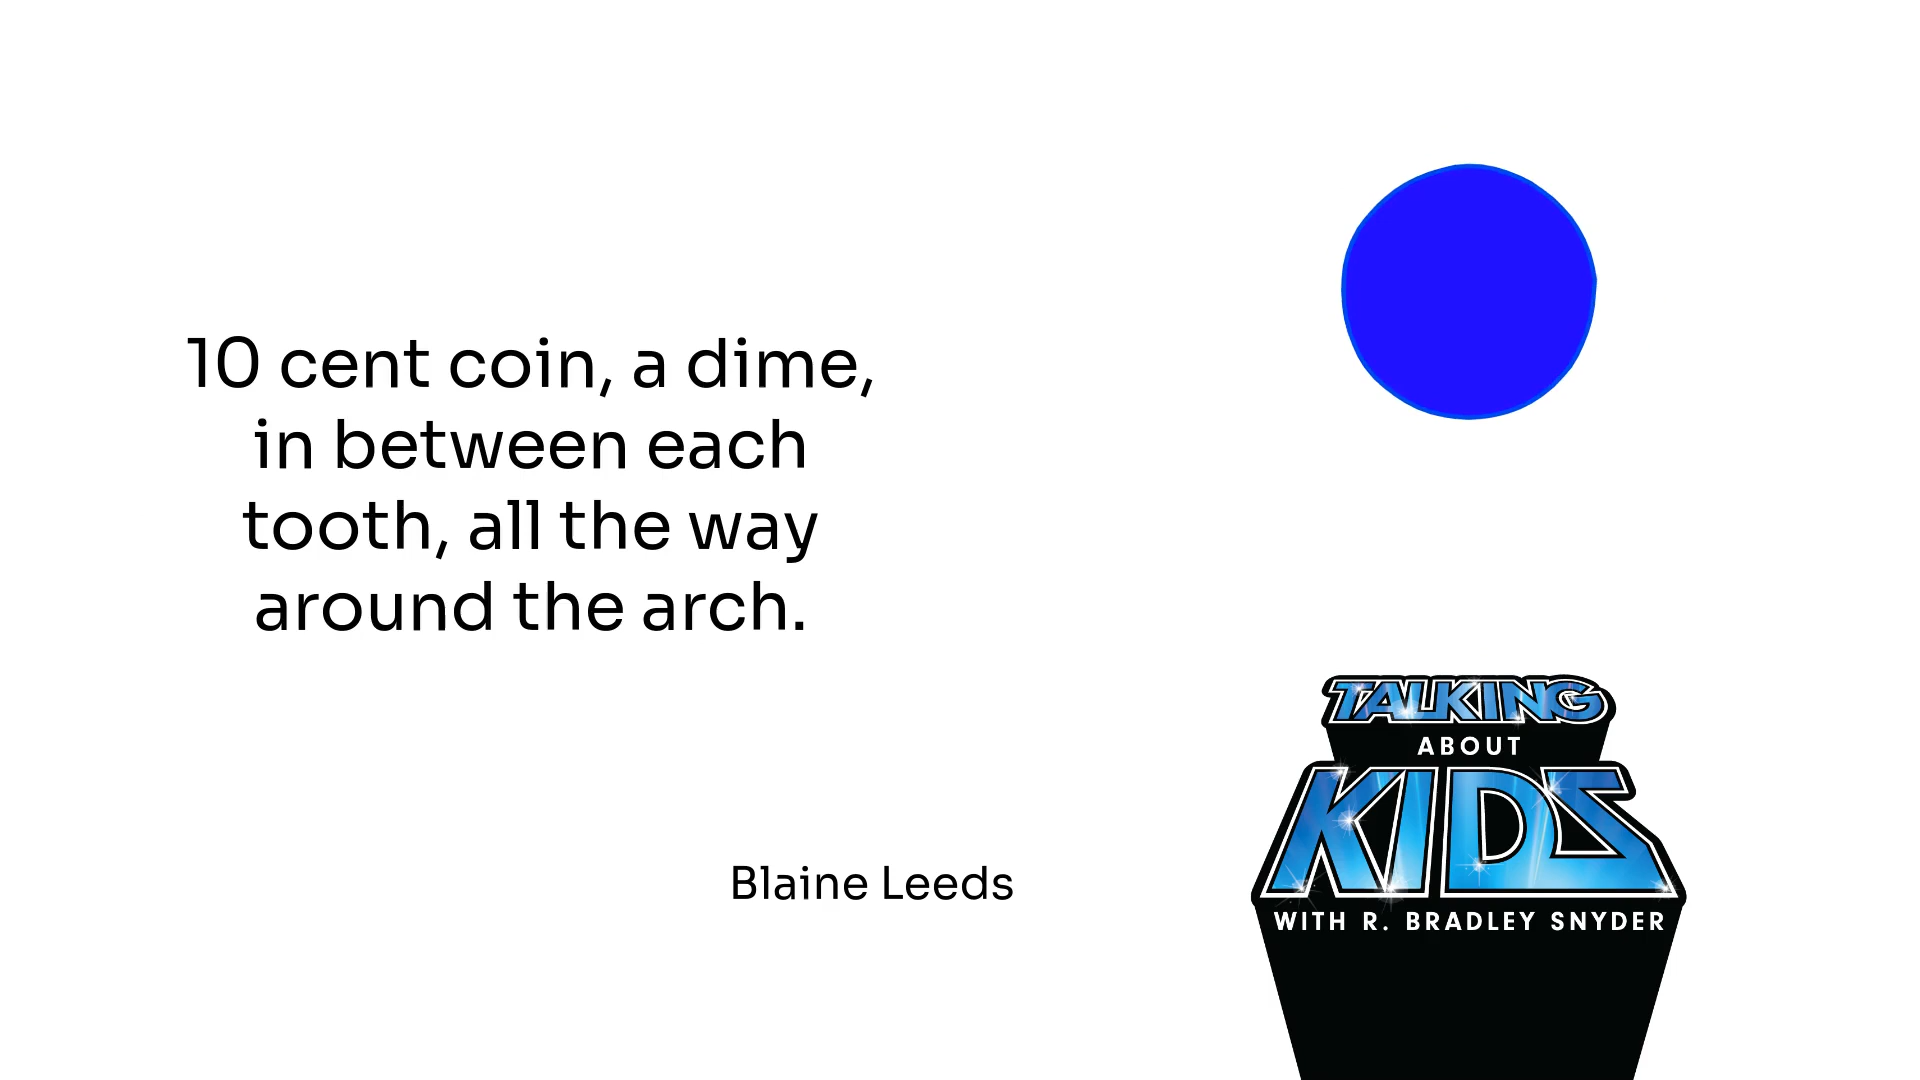 10 cent coin, a dime,
in between each
tooth, all the way
around the arch.
Blaine Leeds
TALKING
ABOUT
KIDS
WITH R. BRADLEY SNYDER